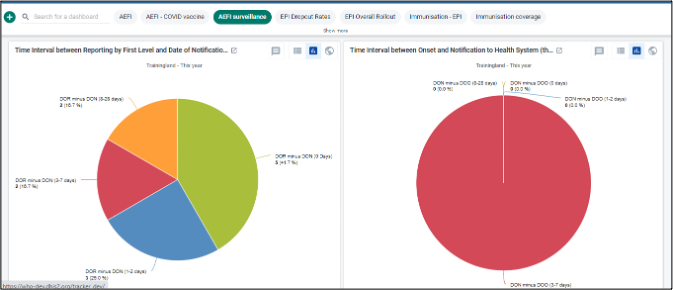 Search for a dashboard
AEFI
AEFI - COVID vaccine
AEFI surveillance
EPI Dropout Rates
EPI Overall Rollout
Immunisation - EPI
Immunisation coverage
Show more
Time Interval between Reporting by First Level and Date of Notificatio...
Trainingland - This year
DOR minus DON (8-28 days)
2 (16.7 %)
DOR minus DON (0 days)
5 (41.7 %)
DOR minus DON (3-7 days)
2 (16.7 %)
DOR minus DON (1-2 days)
3 (25.0 %)
https://who-dev.dhis2.org/tracker_dev/
Time Interval between Onset and Notification to Health System (th...
Trainingland - This year
DON minus DOO (8-28 days)
0 (0.0 %)
DON minus DOO (0 days)
0 (0.0 %)
DON minus DOO (1-2 days)
0 (0.0 %)
DON minus DOO (3-7 days)